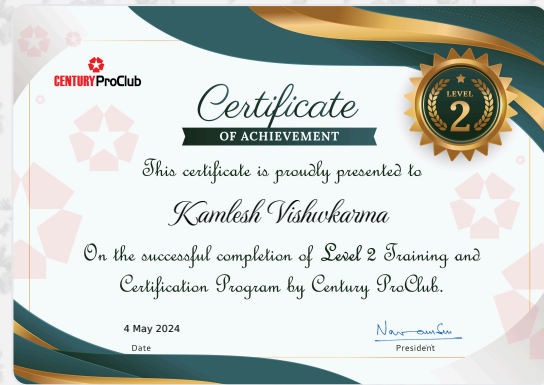 CENTURY ProClub
Certificate
OF ACHIEVEMENT
LEVEL
2
This certificate is proudly presented to
Kamlesh Vishwkarma
On the successful completion of Level 2 Training and
Certification Program by Century ProClub.
4 May 2024
Date
President